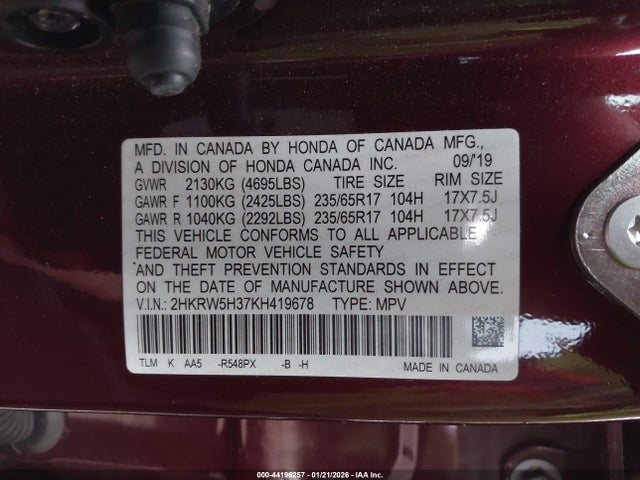 MFD. IN CANADA BY HONDA OF CANADA MFG.,
A DIVISION OF HONDA CANADA INC. 09/'19
GVWR 2130KG (4695LBS) TIRE SIZE RIM SIZE
GAWR F 1100KG (2425LBS) 235/65R17 104H 17X7.5J
GAWR R 1040KG (2292LBS) 235/65R17 104H 17X7.5J
THIS VEHICLE CONFORMS TO ALL APPLICABLE
FEDERAL MOTOR VEHICLE SAFETY
*AND THEFT PREVENTION STANDARDS IN EFFECT
ON THE DATE OF MANUFACTURE SHOWN ABOVE.
V.I.N.: 2HKRW5H37KH419678 TYPE: MPV
TLM K AA5 -R548PX -B -H MADE IN CANADA
000-44196257 - 01/21/2026 - IAA Inc.